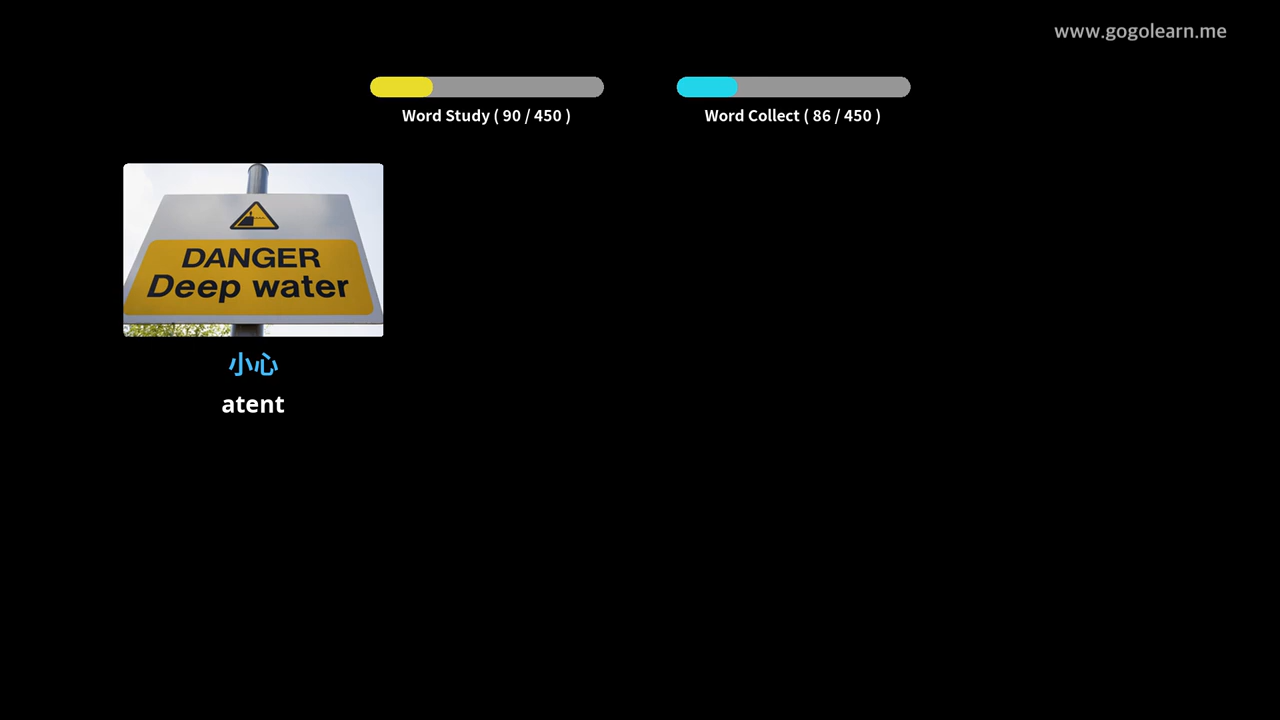 www.gogolearn.me
Word Study ( 90 / 450 )
Word Collect ( 86 / 450 )
DANGER
Deep water
小心
atent